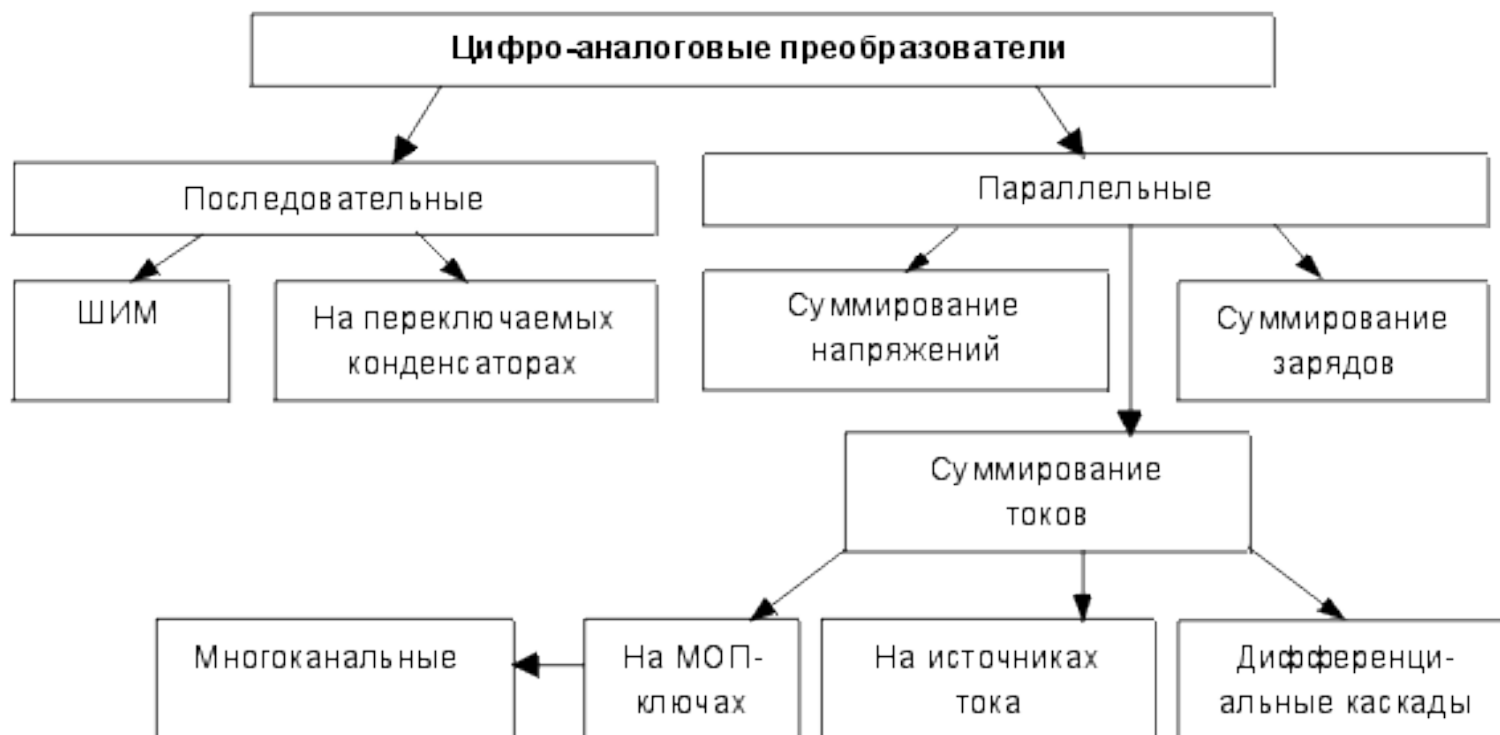 Цифро-аналоговые преобразователи
Последовательные
Параллельные
ШИМ
На переключаемых
конденсаторах
Суммирование
напряжений
Суммирование
зарядов
Суммирование
токов
Многоканальные
На МОП-
ключах
На источниках
тока
Дифференци-
альные каскады